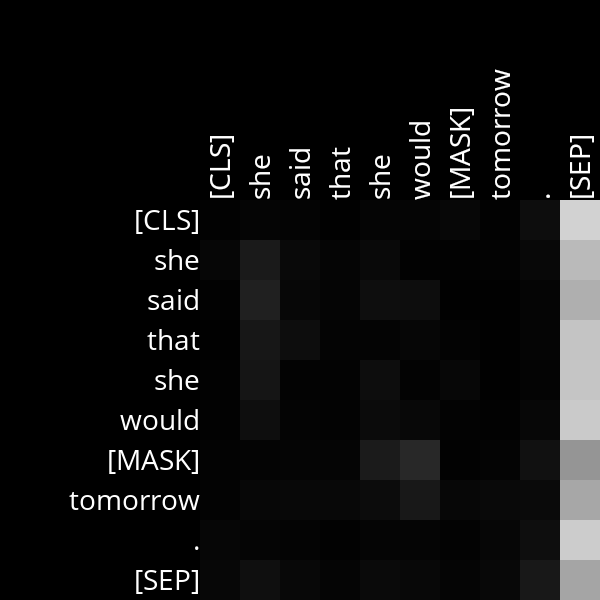 [CLS] she said that she would [MASK] tomorrow . [SEP]
[CLS]
she
said
that
she
would
[MASK]
tomorrow
.
[SEP]